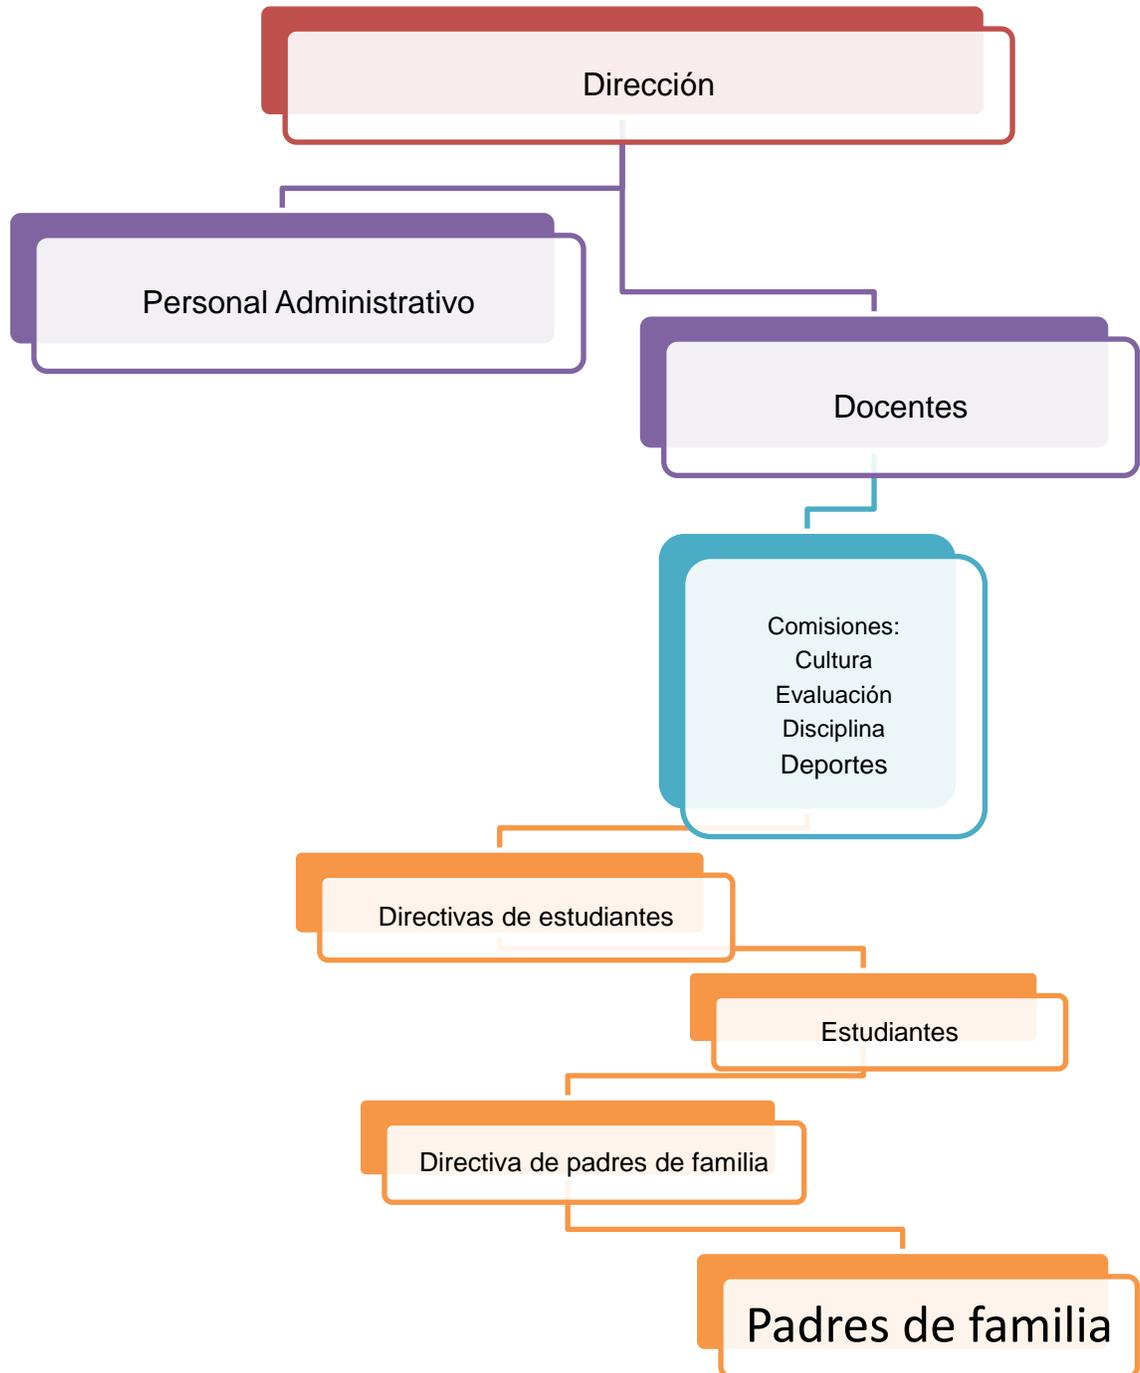 Dirección
Personal Administrativo
Docentes
Comisiones:
Cultura
Evaluación
Disciplina
Deportes
Directivas de estudiantes
Estudiantes
Directiva de padres de familia
Padres de familia